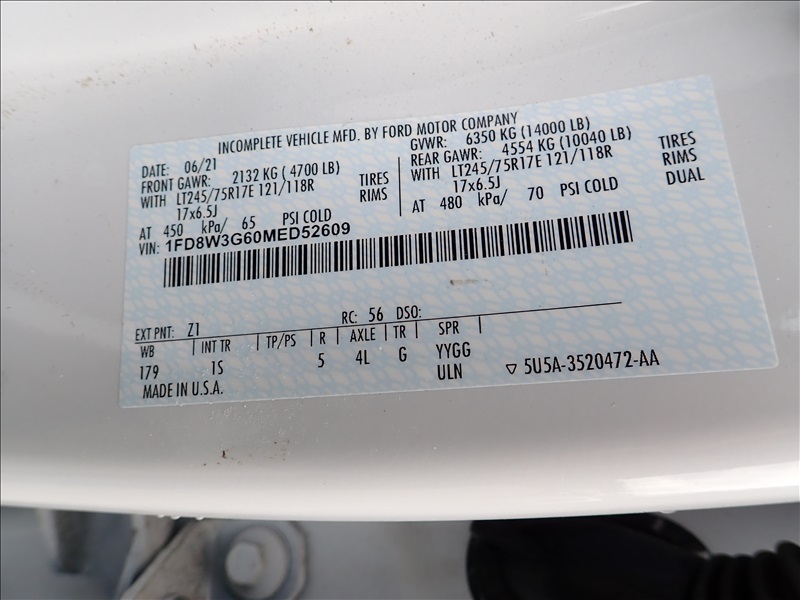 INCOMPLETE VEHICLE MFD. BY FORD MOTOR COMPANY
DATE: 06/21 GVWR: 6350 KG (14000 LB)
FRONT GAWR: 2132 KG ( 4700 LB) REAR GAWR: 4554 KG (10040 LB)
WITH LT245/75R17E 121/118R TIRES WITH LT245/75R17E 121/118R TIRES
17x6.5J RIMS 17x6.5J RIMS
AT 450 kPa/ 65 PSI COLD AT 480 kPa/ 70 PSI COLD DUAL
VIN: 1FD8W3G60MED52609
EXT PNT: Z1 RC: 56 DSO:
WB INT TR TP/PS R AXLE TR SPR
179 1S 5 4L G YYGG
ULN
MADE IN U.S.A. ▽ 5U5A-3520472-AA